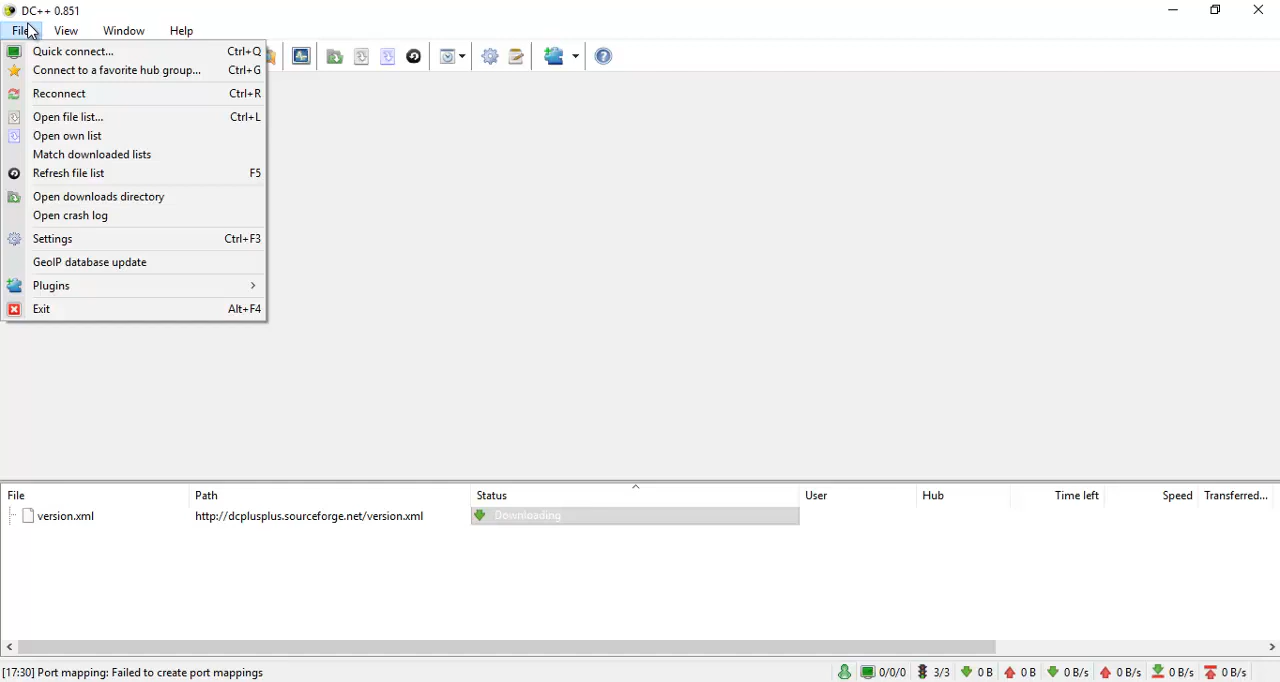 DC++ 0.851
File View Window Help
Quick connect... Ctrl+Q
Connect to a favorite hub group... Ctrl+G
Reconnect Ctrl+R
Open file list... Ctrl+L
Open own list
Match downloaded lists
Refresh file list F5
Open downloads directory
Open crash log
Settings Ctrl+F3
GeoIP database update
Plugins
Exit Alt+F4
File Path Status User Hub Time left Speed Transferred...
version.xml http://dcplusplus.sourceforge.net/version.xml Downloading
[17:30] Port mapping: Failed to create port mappings 0/0/0 3/3 0 B 0 B 0 B/s 0 B/s 0 B/s 0 B/s